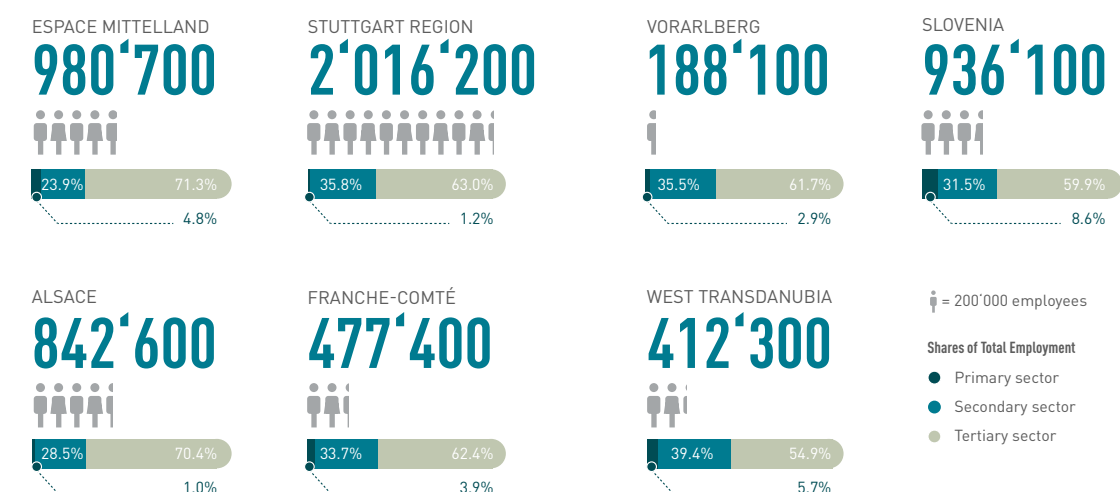 ESPACE MITTELLAND
980‘700
23.9% 71.3%
4.8%
STUTTGART REGION
2‘016‘200
35.8% 63.0%
1.2%
VORARLBERG
188‘100
35.5% 61.7%
2.9%
SLOVENIA
936‘100
31.5% 59.9%
8.6%
ALSACE
842‘600
28.5% 70.4%
1.0%
FRANCHE-COMTÉ
477‘400
33.7% 62.4%
3.9%
WEST TRANSDANUBIA
412‘300
39.4% 54.9%
5.7%
= 200‘000 employees
Shares of Total Employment
Primary sector
Secondary sector
Tertiary sector